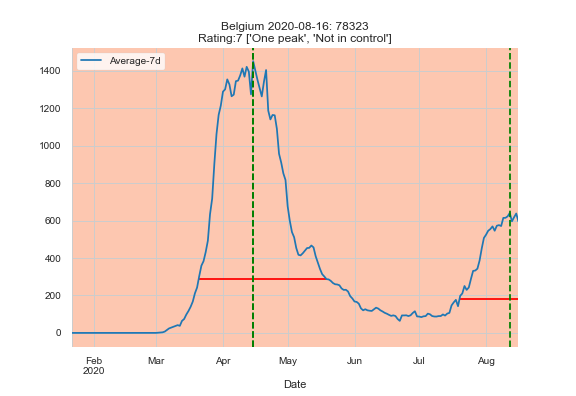 Belgium 2020-08-16: 78323
Rating:7 ['One peak', 'Not in control']
Average-7d
1400
1200
1000
800
600
400
200
0
Feb
2020
Mar
Apr
May
Jun
Jul
Aug
Date